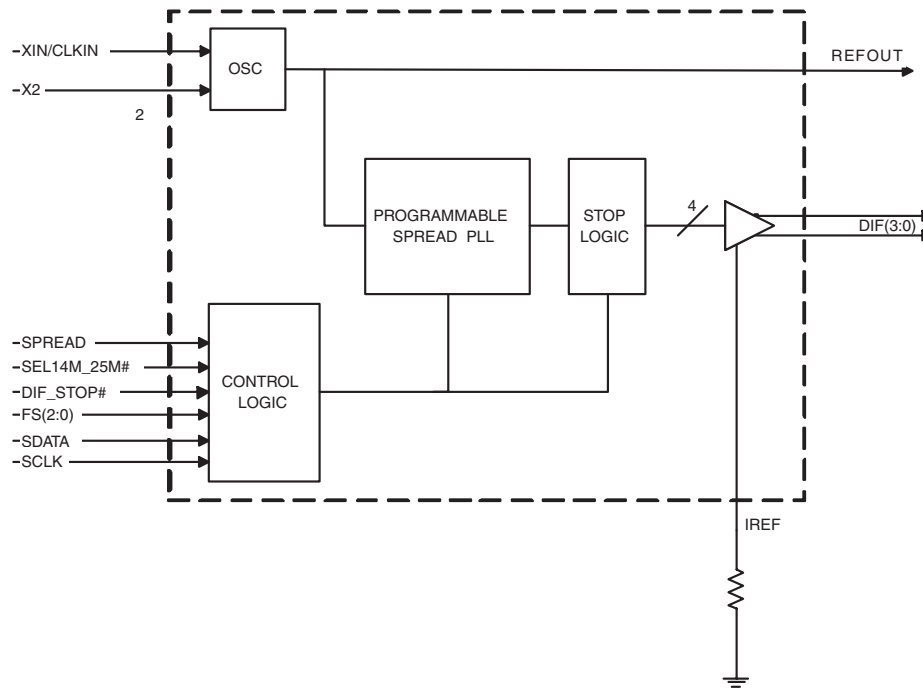 XIN/CLKIN
X2
2
OSC
REFOUT
PROGRAMMABLE
SPREAD PLL
STOP
LOGIC
4
DIF(3:0)
SPREAD
SEL14M_25M#
DIF_STOP#
FS(2:0)
SDATA
SCLK
CONTROL
LOGIC
IREF